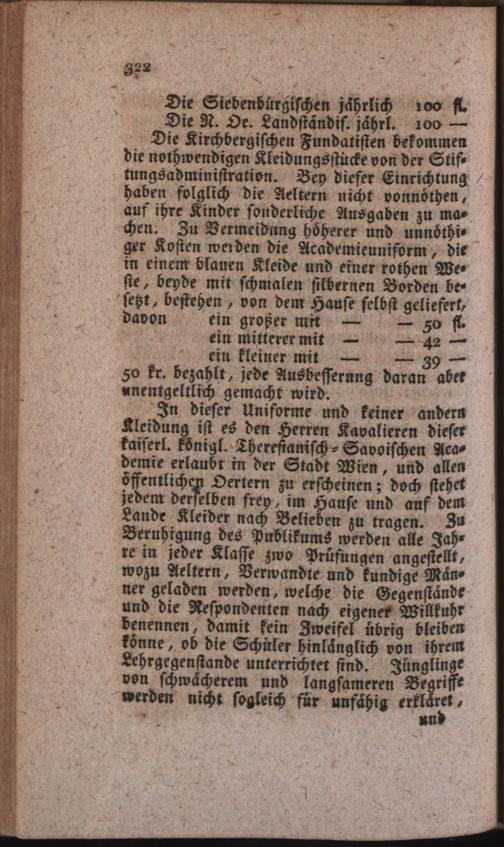 322
Die Siebenbürgischen jährlich 100 fl.
Die N. Oe. Landständis. jährl. 100 —
Die Kirchbergischen Fundatisten bekommen
die nothwendigen Kleidungsstücke von der Stif-
tungsadministration. Bey dieser Einrichtung
haben folglich die Aeltern nicht vonnöthen,
auf ihre Kinder sonderliche Ausgaben zu ma-
chen. Zu Vermeidung höherer und unnöthi-
ger Kosten werden die Academieuniform, die
in einem blauen Kleide und einer rothen We-
ste, beyde mit schmalen silbernen Borden be-
setzt, bestehen, von dem Hause selbst geliefert,
davon ein großer mit — — 50 fl.
ein mitterer mit — — 42 —
ein kleiner mit — — 39 —
50 kr. bezahlt, jede Ausbesserung daran aber
unentgeltlich gemacht wird.
In dieser Uniforme und keiner andern
Kleidung ist es den Herren Kavalieren dieser
kaiserl. königl. Theresianisch-Savoischen Aca-
demie erlaubt in der Stadt Wien, und allen
öffentlichen Oertern zu erscheinen; doch stehet
jedem derselben frey, im Hause und auf dem
Lande Kleider nach Belieben zu tragen. Zu
Beruhigung des Publikums werden alle Jah-
re in jeder Klasse zwo Prüfungen angestellt,
wozu Aeltern, Verwandte und kundige Män-
ner geladen werden, welche die Gegenstände
und die Respondenten nach eigener Willkuhr
benennen, damit kein Zweifel übrig bleiben
könne, ob die Schüler hinlänglich von ihrem
Lehrgegenstande unterrichtet sind. Jünglinge
von schwächerem und langsameren Begriffe
werden nicht sogleich für unfähig erkläret,
und